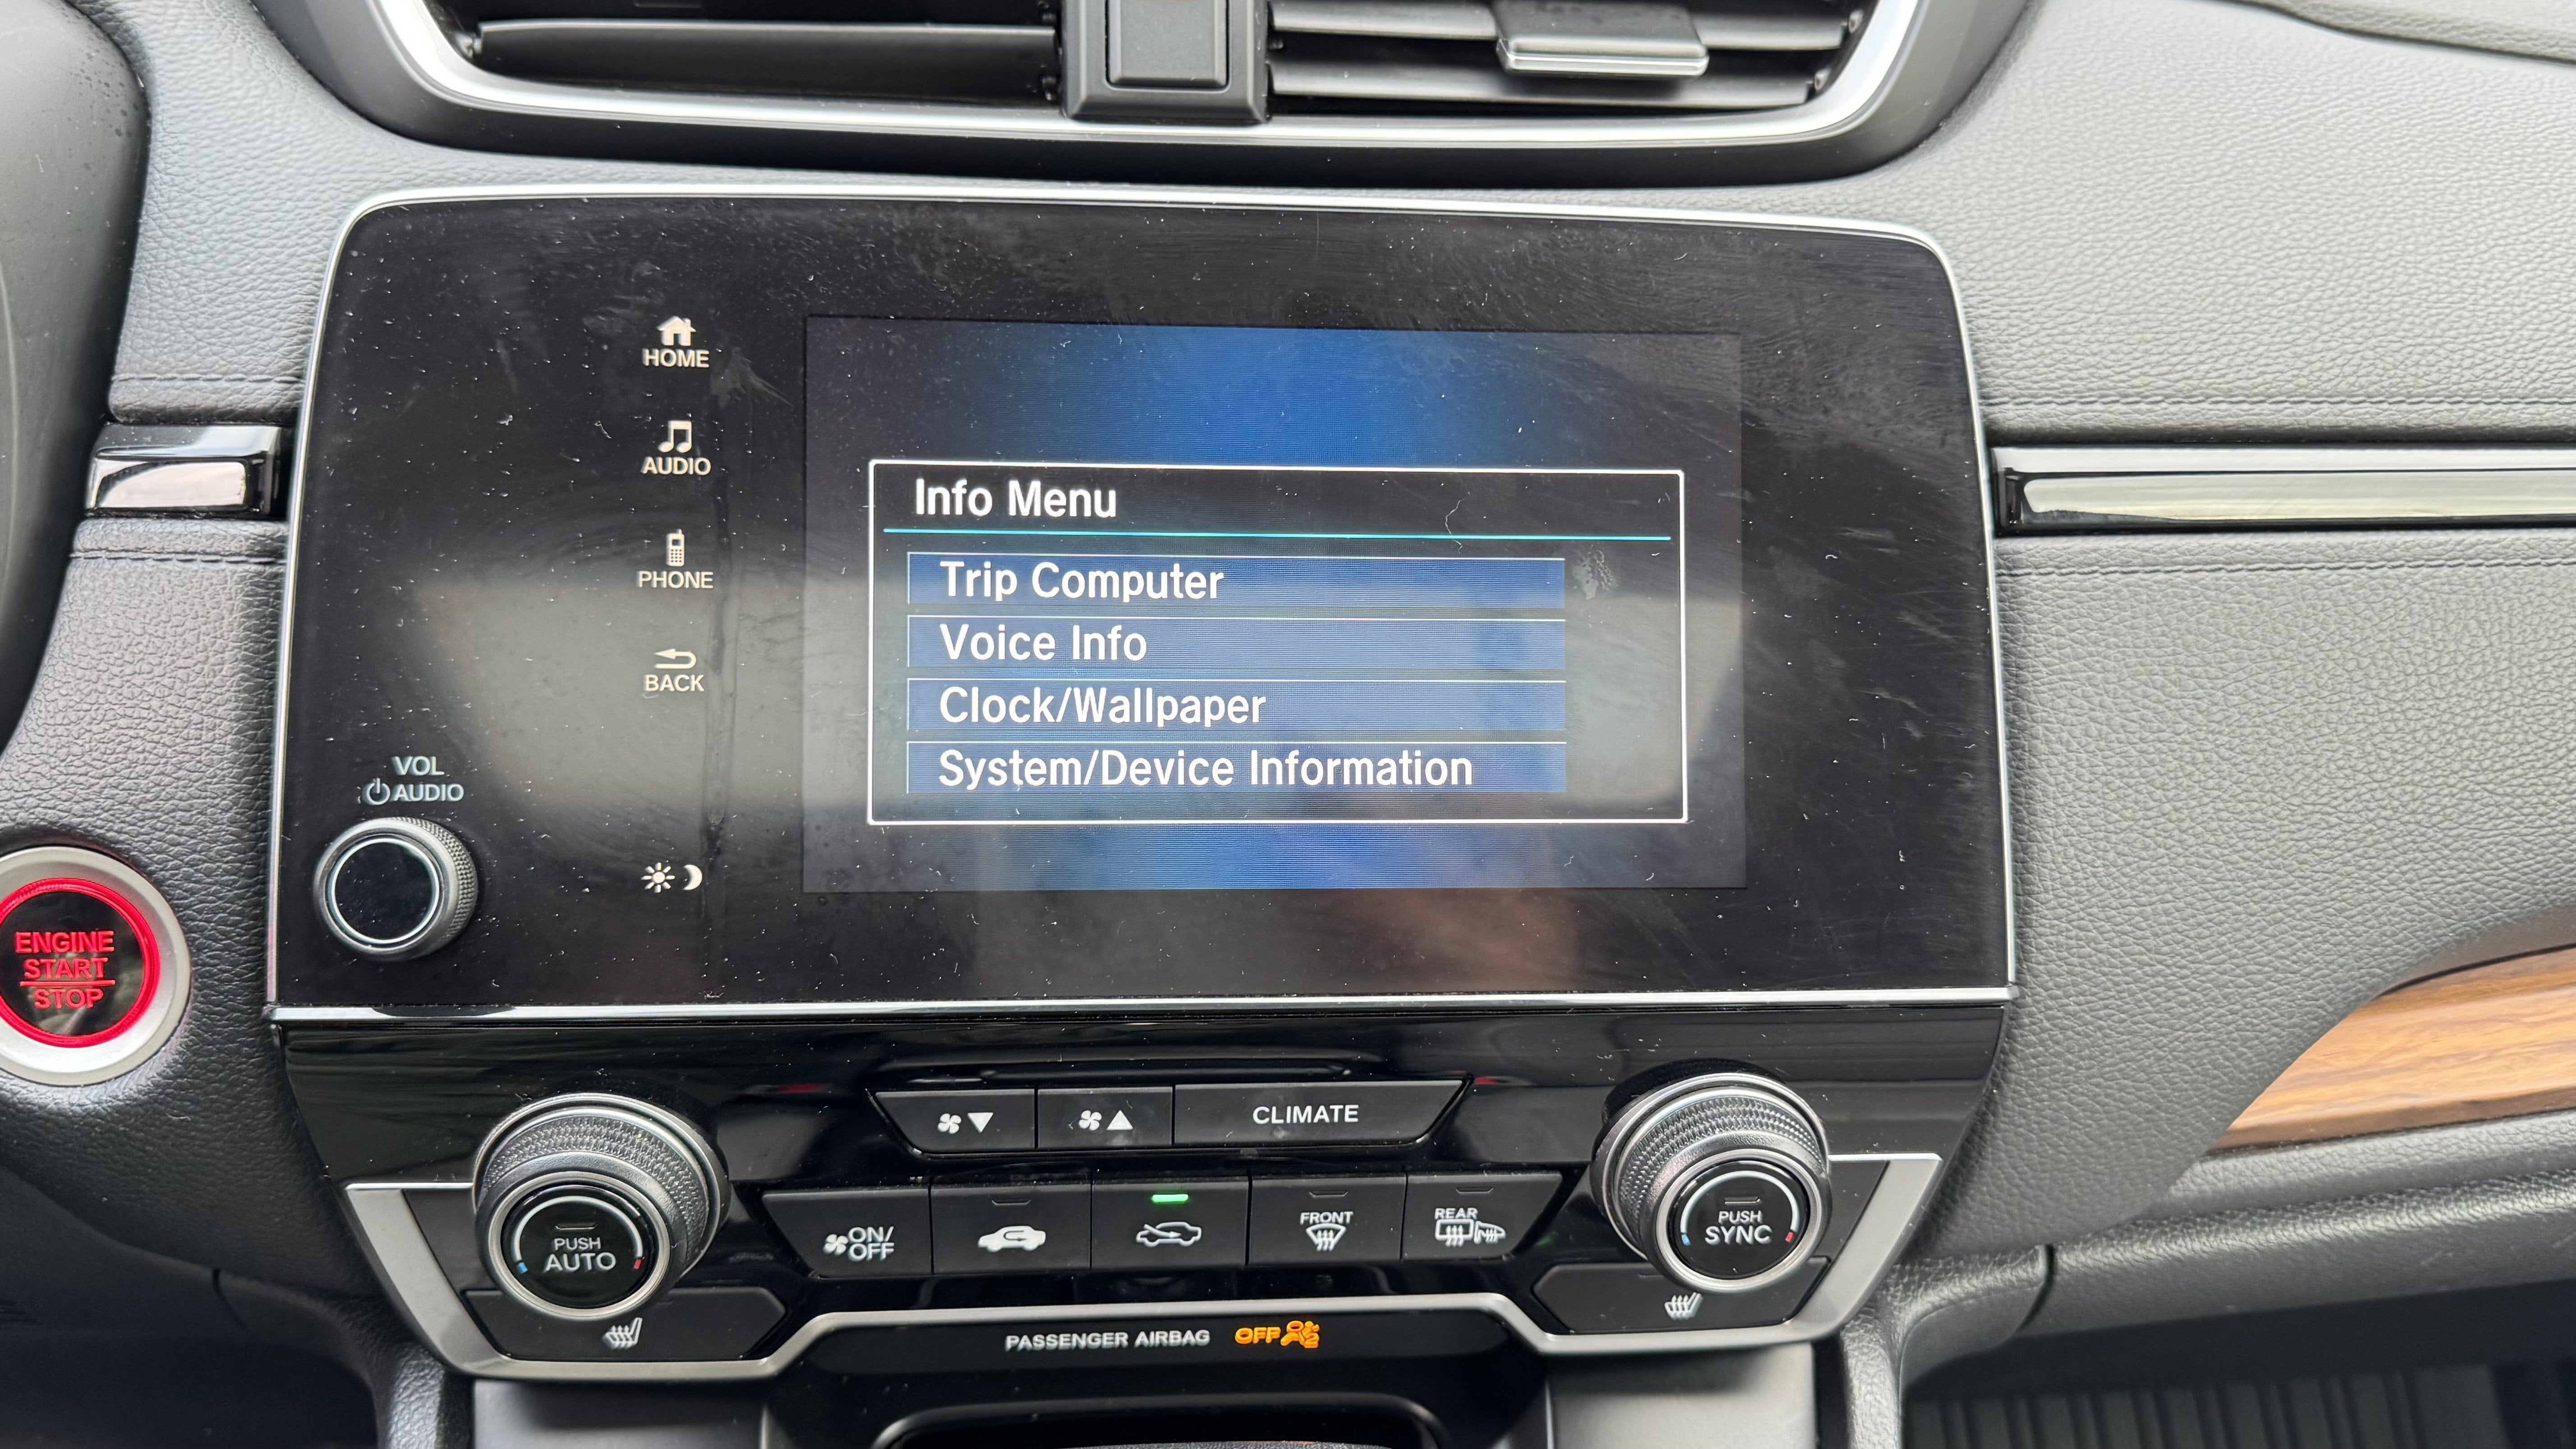 HOME
AUDIO
PHONE
BACK
VOL
AUDIO
Info Menu
Trip Computer
Voice Info
Clock/Wallpaper
System/Device Information
ENGINE
START
STOP
CLIMATE
PUSH
AUTO
ON/
OFF
FRONT
REAR
PUSH
SYNC
PASSENGER AIRBAG OFF